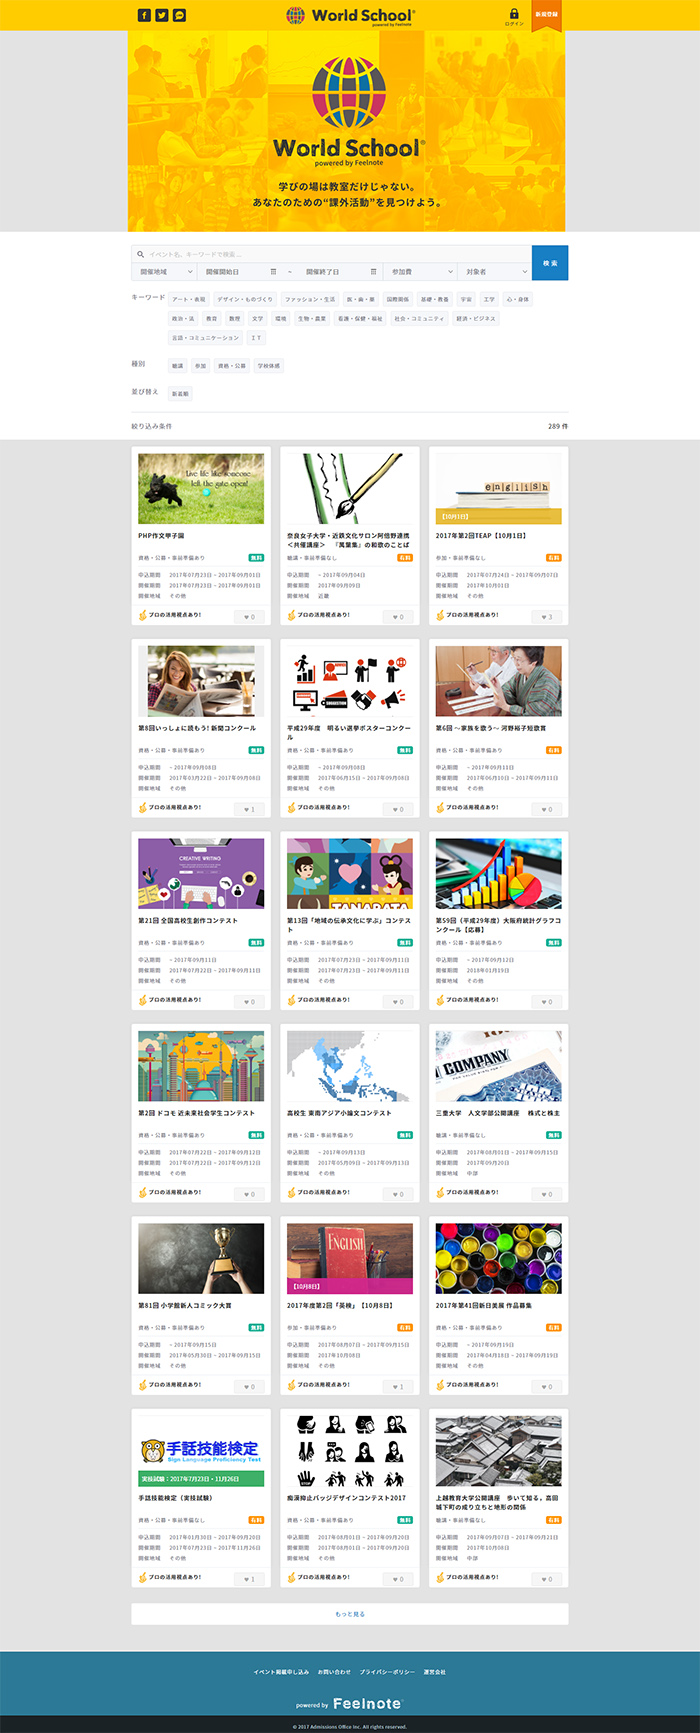 World School®
powered by Feelnote
ログイン
新規登録
World School®
powered by Feelnote
学びの場は教室だけじゃない。
あなたのための“課外活動”を見つけよう。
イベント名、キーワードで検索...
検 索
開催地域 開催開始日 ~ 開催終了日 参加費 対象者
キーワード アート・表現 デザイン・ものづくり ファッション・生活 医・歯・薬 国際関係 基礎・教養 宇宙 工学 心・身体
政治・法 教育 数理 文学 環境 生物・農業 看護・保健・福祉 社会・コミュニティ 経済・ビジネス
言語・コミュニケーション ＩＴ
種別 聴講 参加 資格・公募 学校体感
並び替え 新着順
絞り込み条件 289 件
Live life like someone
left the gate open!
PHP作文甲子園
資格・公募・事前準備あり 無料
申込期間 2017年07月23日 ~ 2017年09月01日
開催期間 2017年07月23日 ~ 2017年09月01日
開催地域 その他
プロの活用視点あり! 0
奈良女子大学・近鉄文化サロン阿倍野連携
＜共催講座＞ 『萬葉集』の和歌のことば
聴講・事前準備なし 有料
申込期間 ~ 2017年09月04日
開催期間 2017年09月09日
開催地域 近畿
プロの活用視点あり! 0
english
【10月1日】
2017年第2回TEAP【10月1日】
参加・事前準備なし 有料
申込期間 2017年07月24日 ~ 2017年09月07日
開催期間 2017年10月01日
開催地域 その他
プロの活用視点あり! 3
第8回いっしょに読もう! 新聞コンクール
資格・公募・事前準備あり 無料
申込期間 ~ 2017年09月08日
開催期間 2017年03月22日 ~ 2017年09月08日
開催地域 その他
プロの活用視点あり! 1
SUGGESTION
平成29年度 明るい選挙ポスターコンクー
ル
資格・公募・事前準備あり 無料
申込期間 ~ 2017年09月08日
開催期間 2017年06月15日 ~ 2017年09月08日
開催地域 その他
プロの活用視点あり! 0
第6回 ～家族を歌う～ 河野裕子短歌賞
資格・公募・事前準備あり 有料
申込期間 ~ 2017年09月11日
開催期間 2017年06月10日 ~ 2017年09月11日
開催地域 その他
プロの活用視点あり! 0
CREATIVE WRITING
第21回 全国高校生創作コンテスト
資格・公募・事前準備あり 無料
申込期間 ~ 2017年09月11日
開催期間 2017年07月22日 ~ 2017年09月11日
開催地域 その他
プロの活用視点あり! 0
TANABATA
第13回「地域の伝承文化に学ぶ」コンテス
ト
資格・公募・事前準備あり 無料
申込期間 2017年07月23日 ~ 2017年09月11日
開催期間 2017年07月23日 ~ 2017年09月11日
開催地域 その他
プロの活用視点あり! 0
第59回（平成29年度）大阪府統計グラフコ
ンクール【応募】
資格・公募・事前準備あり 無料
申込期間 ~ 2017年09月12日
開催期間 2018年01月19日
開催地域 その他
プロの活用視点あり! 0
第2回 ドコモ 近未来社会学生コンテスト
資格・公募・事前準備あり 無料
申込期間 2017年07月22日 ~ 2017年09月12日
開催期間 2017年07月22日 ~ 2017年09月12日
開催地域 その他
プロの活用視点あり! 0
高校生 東南アジア小論文コンテスト
資格・公募・事前準備あり 無料
申込期間 ~ 2017年09月13日
開催期間 2017年05月09日 ~ 2017年09月13日
開催地域 その他
プロの活用視点あり! 0
COMPANY
三重大学 人文学部公開講座 株式と株主
聴講・事前準備なし 無料
申込期間 2017年08月01日 ~ 2017年09月15日
開催期間 2017年09月20日
開催地域 中部
プロの活用視点あり! 0
第81回 小学館新人コミック大賞
資格・公募・事前準備あり 無料
申込期間 ~ 2017年09月15日
開催期間 2017年05月30日 ~ 2017年09月15日
開催地域 その他
プロの活用視点あり! 0
ENGLISH
【10月8日】
2017年度第2回『英検』【10月8日】
参加・事前準備あり 有料
申込期間 2017年08月07日 ~ 2017年09月15日
開催期間 2017年10月08日
開催地域 その他
プロの活用視点あり! 1
2017年第41回新日美展 作品募集
資格・公募・事前準備あり 有料
申込期間 ~ 2017年09月19日
開催期間 2017年04月18日 ~ 2017年09月19日
開催地域 その他
プロの活用視点あり! 0
手話技能検定
Sign Language Proficiency Test
実技試験：2017年7月23日・11月26日
手話技能検定（実技試験）
資格・公募・事前準備なし 有料
申込期間 2017年01月30日 ~ 2017年09月20日
開催期間 2017年07月23日 ~ 2017年11月26日
開催地域 その他
プロの活用視点あり! 1
痴漢抑止バッジデザインコンテスト2017
資格・公募・事前準備あり 無料
申込期間 2017年08月01日 ~ 2017年09月20日
開催期間 2017年08月01日 ~ 2017年09月20日
開催地域 その他
プロの活用視点あり! 0
上越教育大学公開講座 歩いて知る。高田
城下町の成り立ちと地形の関係
聴講・事前準備なし 有料
申込期間 2017年09月07日 ~ 2017年09月21日
開催期間 2017年10月08日
開催地域 中部
プロの活用視点あり! 0
もっと見る
イベント掲載申し込み お問い合わせ プライバシーポリシー 運営会社
powered by Feelnote®
© 2017 Admissions Office Inc. All rights reserved.